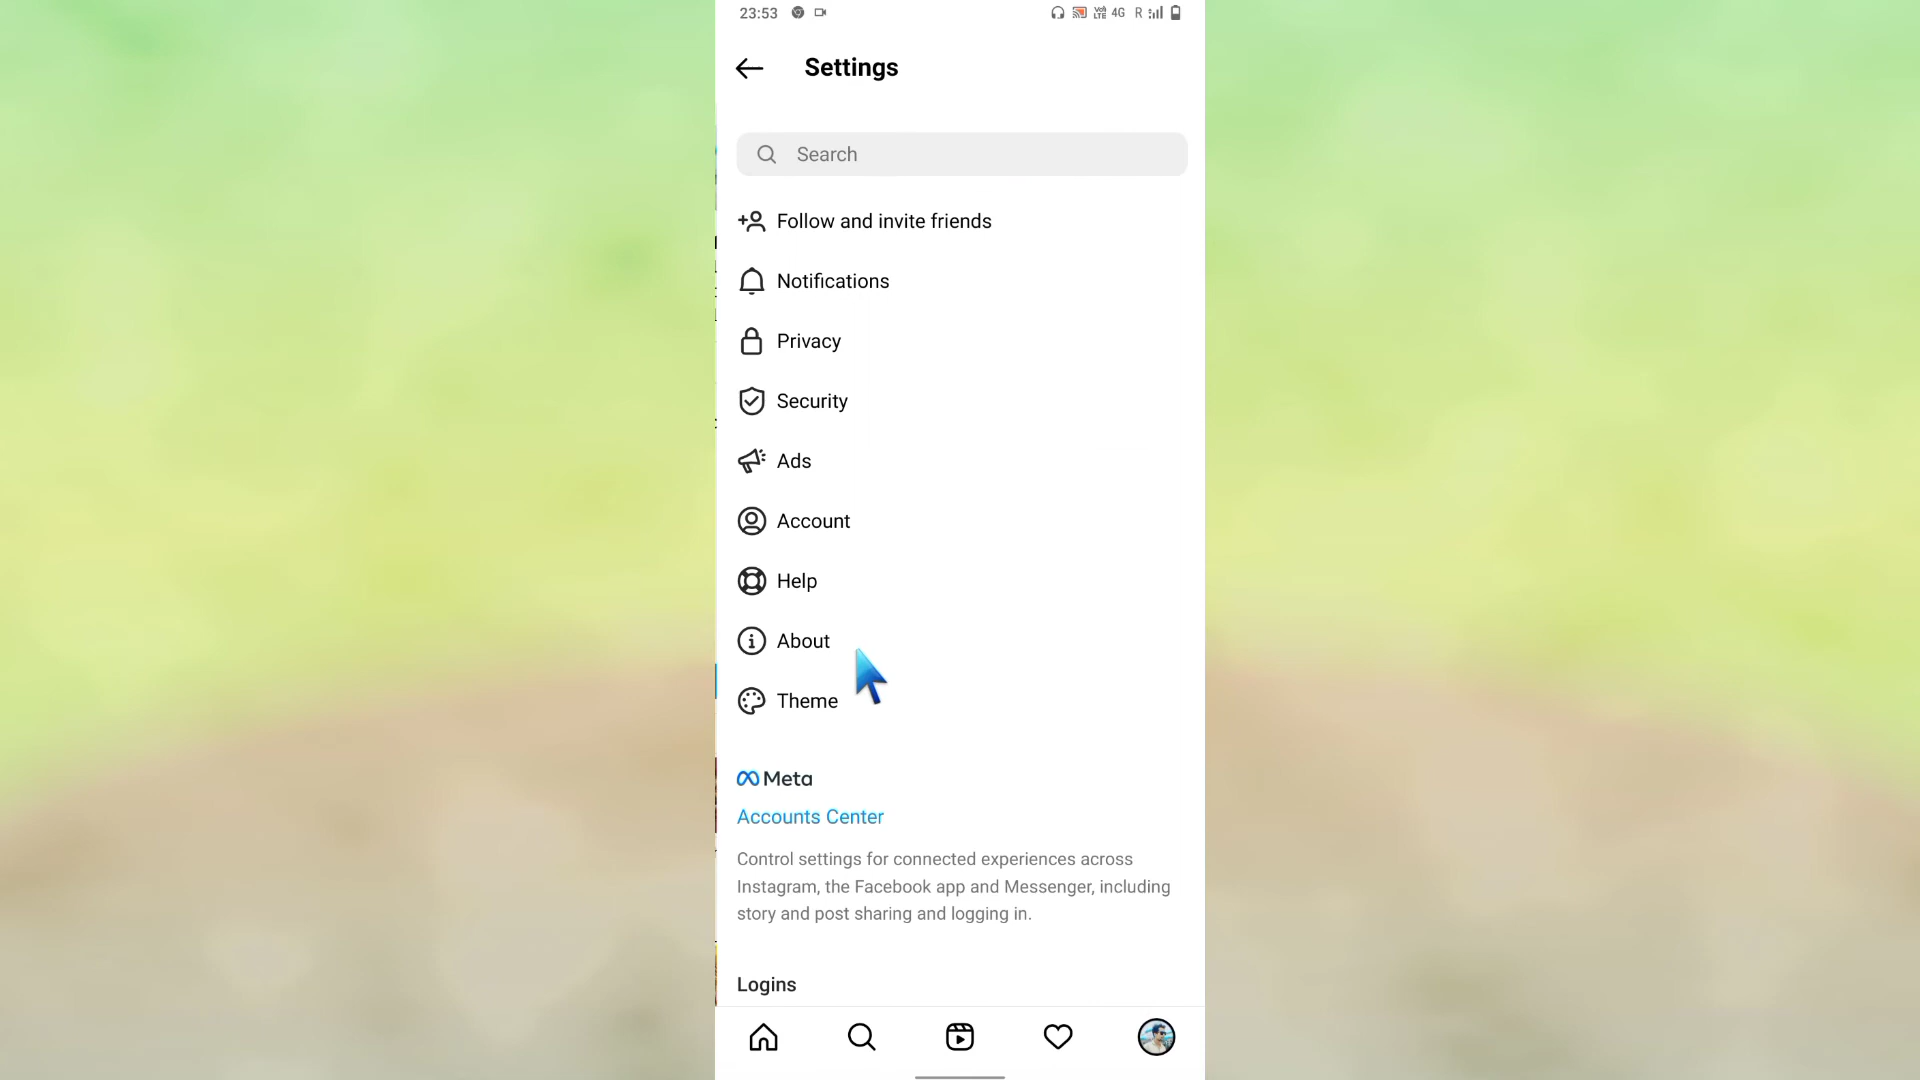 23:53 4G R
Settings
Search
Follow and invite friends
Notifications
Privacy
Security
Ads
Account
Help
About
Theme
Meta
Accounts Center
Control settings for connected experiences across
Instagram, the Facebook app and Messenger, including
story and post sharing and logging in.
Logins